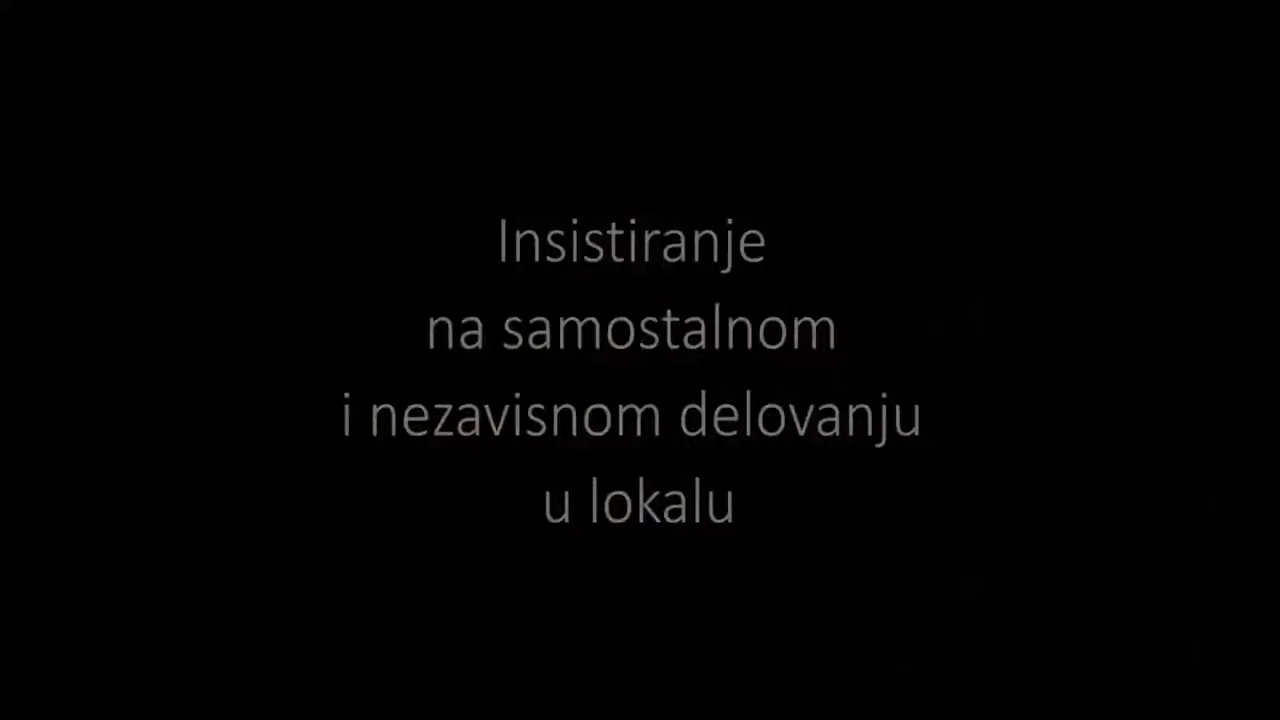 Insistiranje
na samostalnom
i nezavisnom delovanju
u lokalu